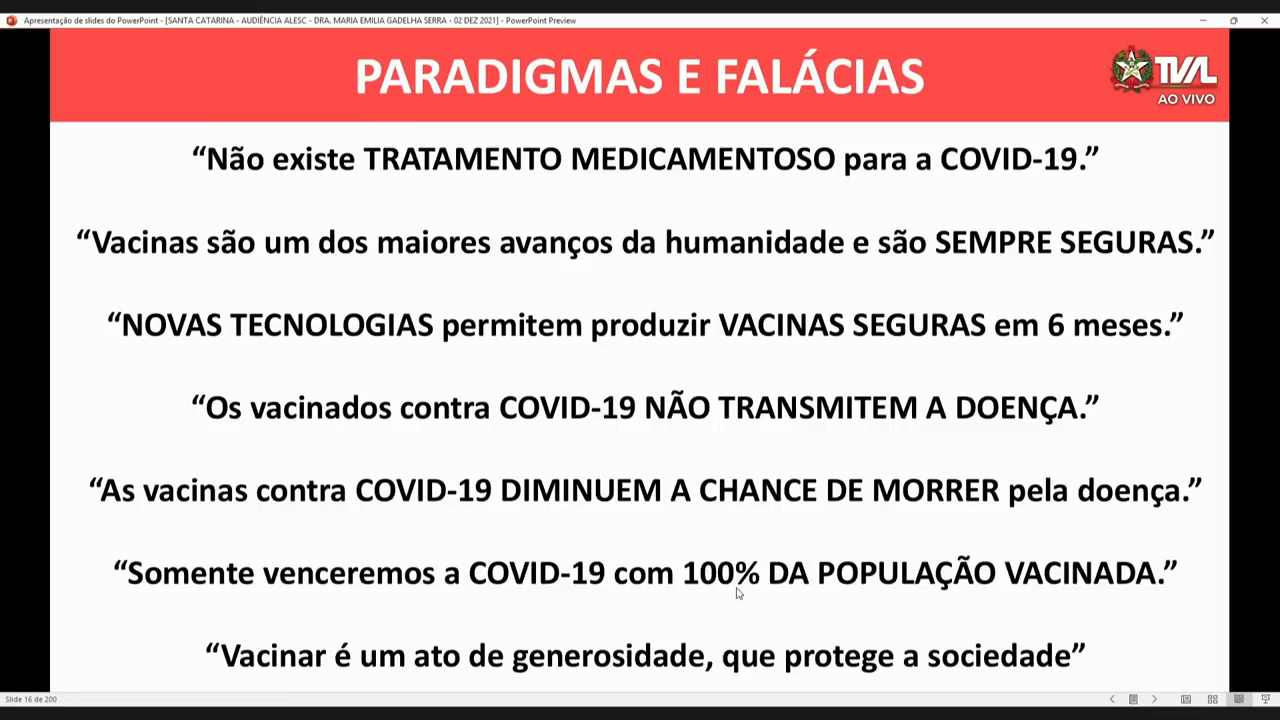 Apresentação de slides do PowerPoint - [SANTA CATARINA - AUDIÊNCIA ALESC - DRA. MARIA EMILIA GADELHA SERRA - 02 DEZ 2021] - PowerPoint Preview
PARADIGMAS E FALÁCIAS
TVAL
AO VIVO
“Não existe TRATAMENTO MEDICAMENTOSO para a COVID-19.”
“Vacinas são um dos maiores avanços da humanidade e são SEMPRE SEGURAS.”
“NOVAS TECNOLOGIAS permitem produzir VACINAS SEGURAS em 6 meses.”
“Os vacinados contra COVID-19 NÃO TRANSMITEM A DOENÇA.”
“As vacinas contra COVID-19 DIMINUEM A CHANCE DE MORRER pela doença.”
“Somente venceremos a COVID-19 com 100% DA POPULAÇÃO VACINADA.”
“Vacinar é um ato de generosidade, que protege a sociedade”
Slide 16 de 200